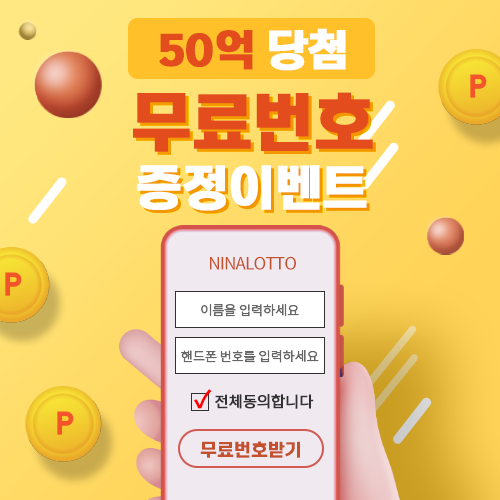 50억 당첨
무료번호
증정이벤트
NINALOTTO
이름을 입력하세요
핸드폰 번호를 입력하세요
전체동의합니다
무료번호받기
P
P
P